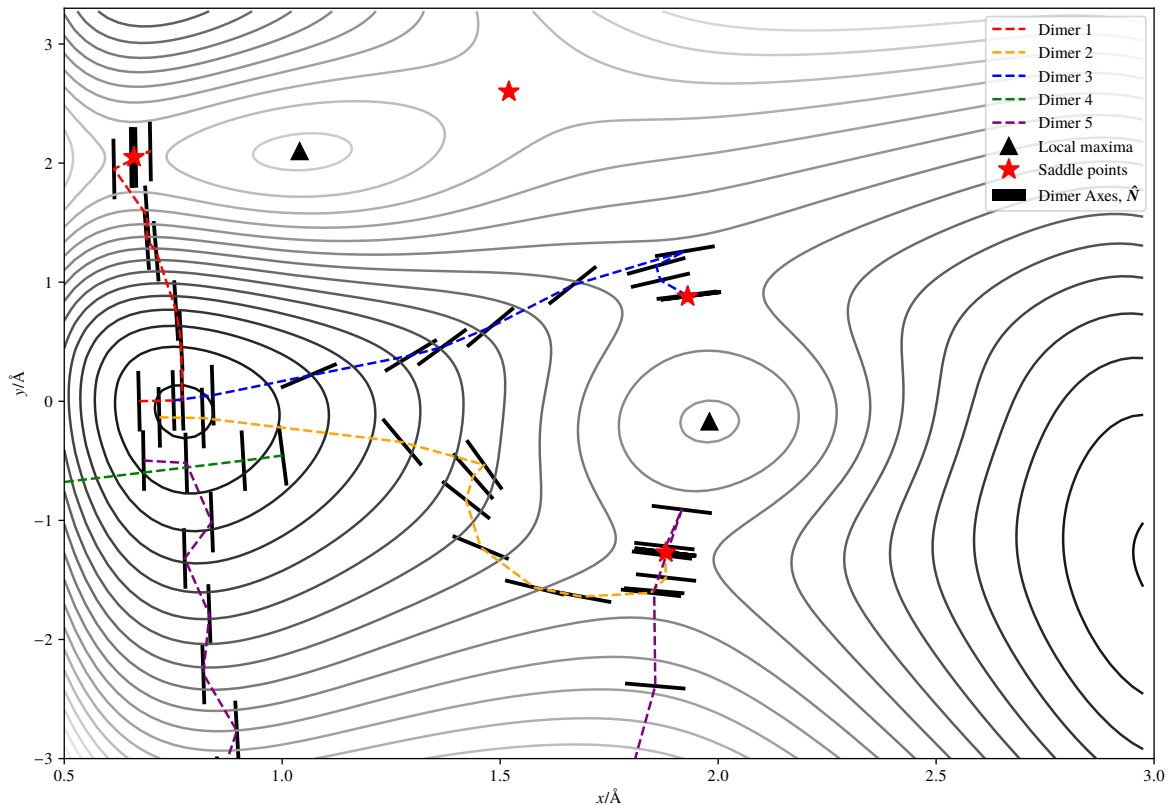 Dimer 1
Dimer 2
Dimer 3
Dimer 4
Dimer 5
Local maxima
Saddle points
Dimer Axes, N̂
3
2
1
0
−1
−2
−3
y/Å
0.5 1.0 1.5 2.0 2.5 3.0
x/Å